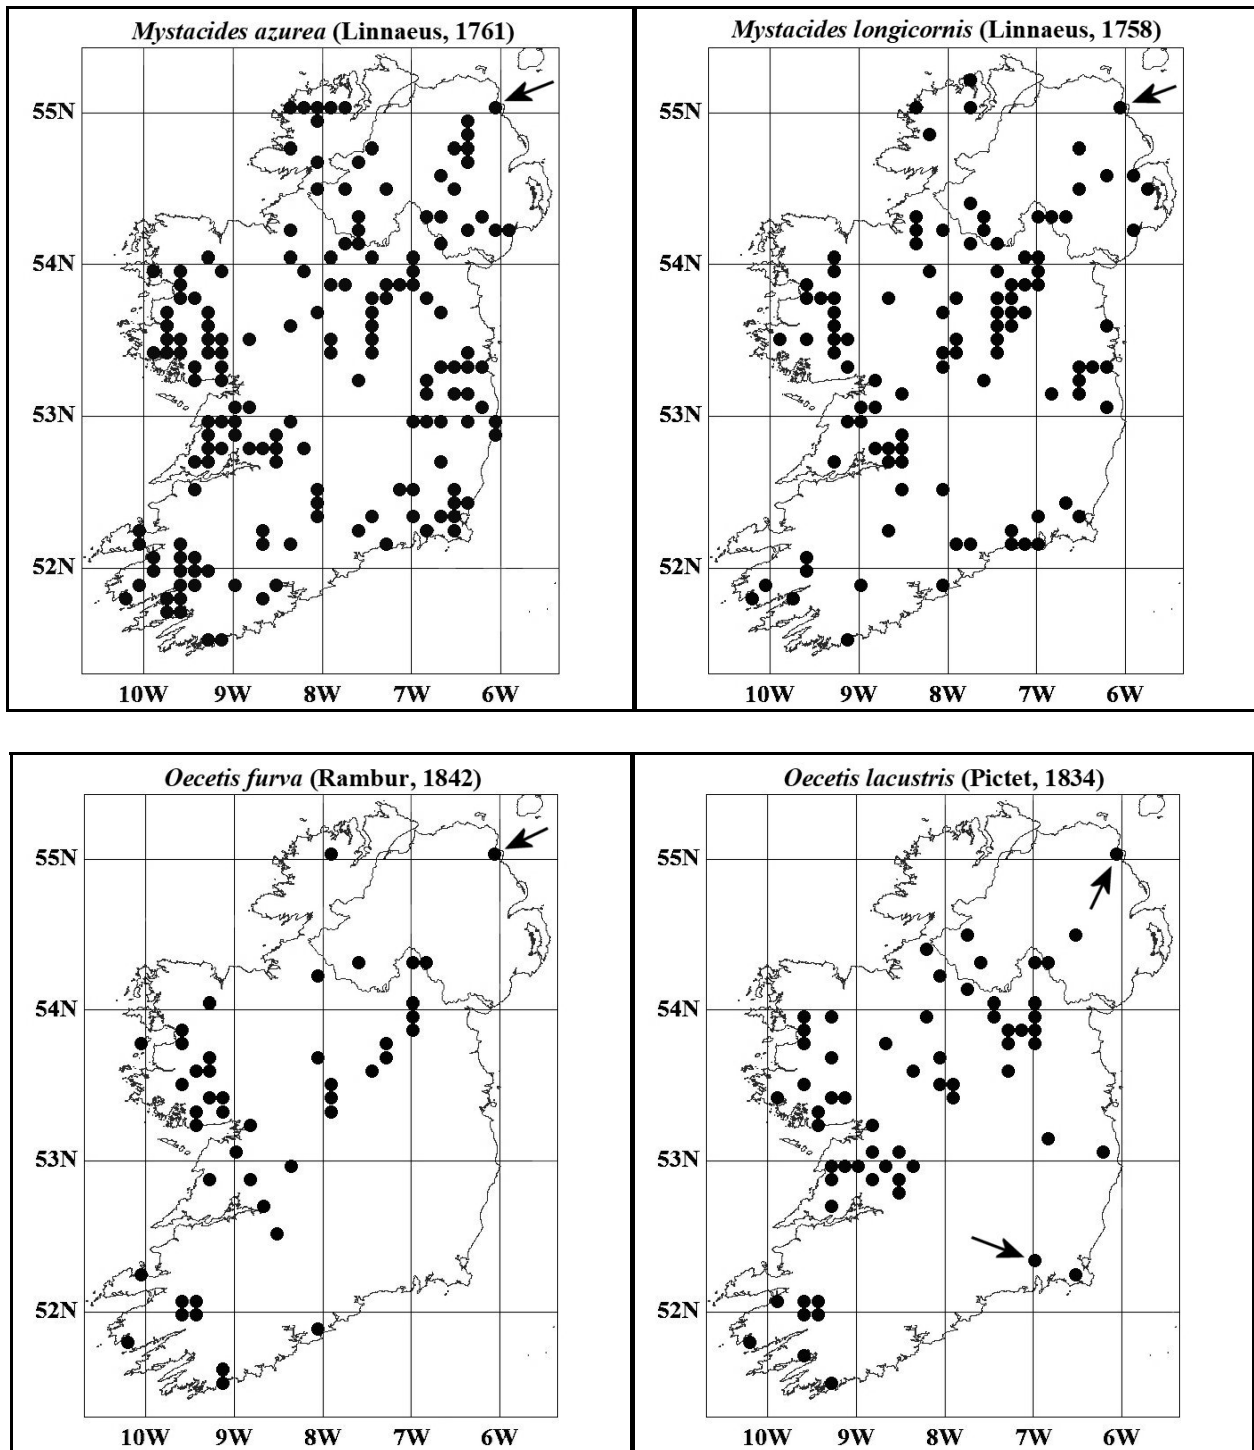 Mystacides azurea (Linnaeus, 1761)
55N
54N
53N
52N
10W 9W 8W 7W 6W
Mystacides longicornis (Linnaeus, 1758)
55N
54N
53N
52N
10W 9W 8W 7W 6W
Oecetis furva (Rambur, 1842)
55N
54N
53N
52N
10W 9W 8W 7W 6W
Oecetis lacustris (Pictet, 1834)
55N
54N
53N
52N
10W 9W 8W 7W 6W